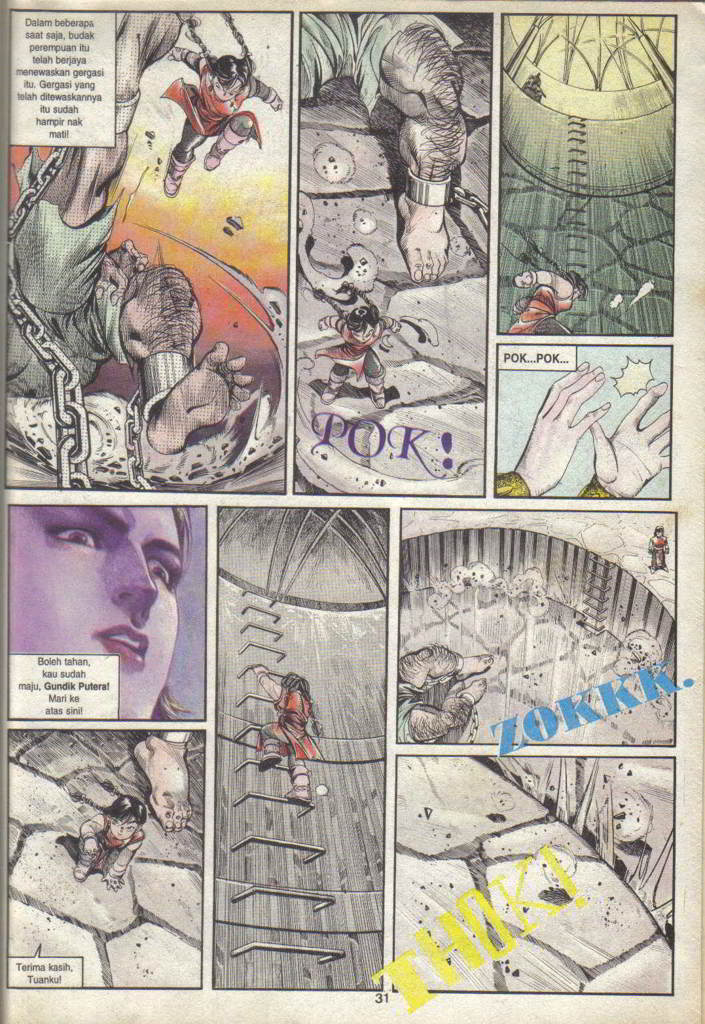 Dalam beberapa
saat saja, budak
perempuan itu
telah berjaya
menewaskan gergasi
itu. Gergasi yang
telah ditewaskannya
itu sudah
hampir nak
mati!
POK!
POK...POK...
Boleh tahan,
kau sudah
maju, Gundik Putera!
Mari ke
atas sini!
ZOKKK.
Terima kasih,
Tuanku!
THOK!
31